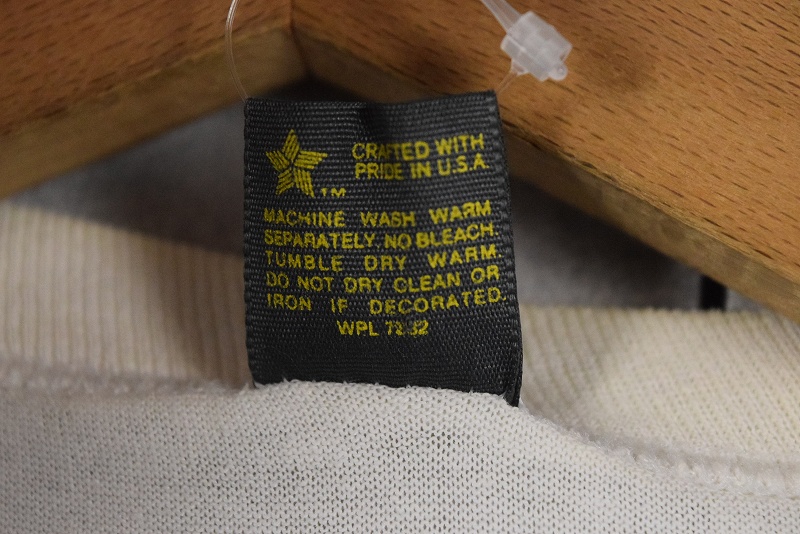 CRAFTED WITH
PRIDE IN U.S.A.
TM
MACHINE WASH WARM
SEPARATELY. NO BLEACH.
TUMBLE DRY WARM.
DO NOT DRY CLEAN OR
IRON IF DECORATED.
WPL